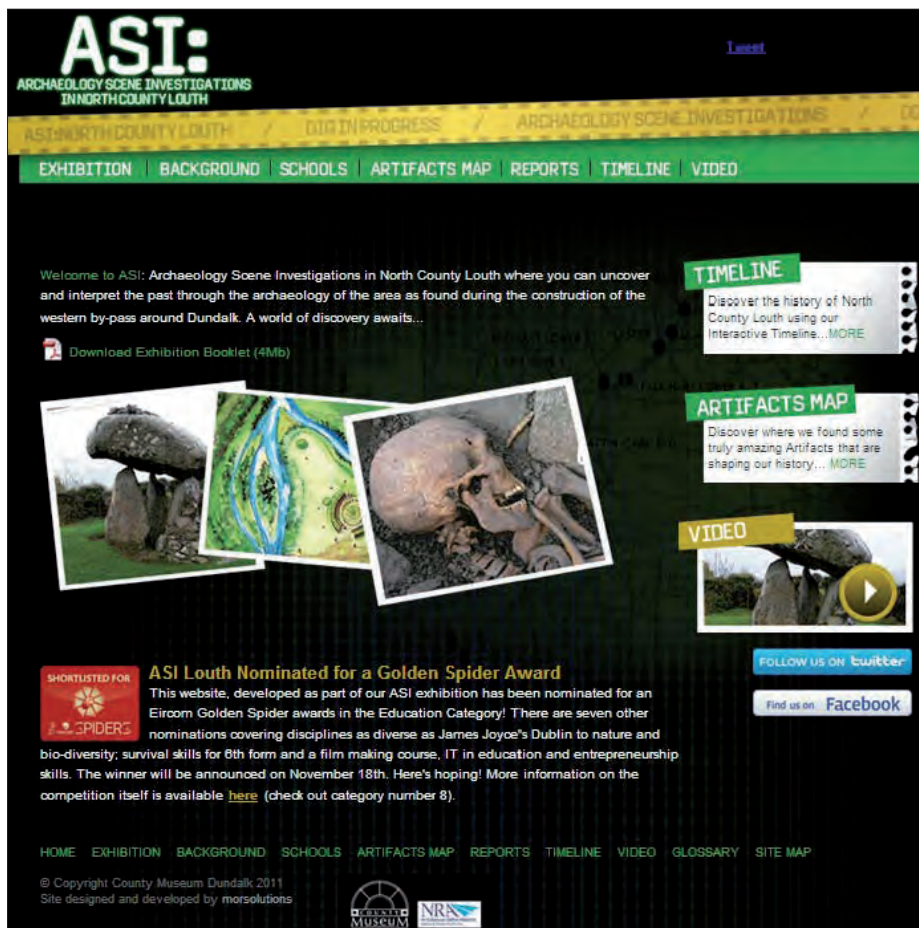 ASI:
ARCHAEOLOGY SCENE INVESTIGATIONS
IN NORTH COUNTY LOUTH
Tweet
ASI:NORTH COUNTY LOUTH / DIG IN PROGRESS / ARCHAEOLOGY SCENE INVESTIGATIONS /
EXHIBITION | BACKGROUND | SCHOOLS | ARTIFACTS MAP | REPORTS | TIMELINE | VIDEO
Welcome to ASI: Archaeology Scene Investigations in North County Louth where you can uncover
and interpret the past through the archaeology of the area as found during the construction of the
western by-pass around Dundalk. A world of discovery awaits...
Download Exhibition Booklet (4Mb)
TIMELINE
Discover the history of North
County Louth using our
Interactive Timeline...MORE
ARTIFACTS MAP
Discover where we found some
truly amazing Artifacts that are
shaping our history... MORE
VIDEO
FOLLOW US ON twitter
Find us on Facebook
SHORTLISTED FOR
SPIDERS
ASI Louth Nominated for a Golden Spider Award
This website, developed as part of our ASI exhibition has been nominated for an
Eircom Golden Spider awards in the Education Category! There are seven other
nominations covering disciplines as diverse as James Joyce"s Dublin to nature and
bio-diversity; survival skills for 6th form and a film making course, IT in education and entrepreneurship
skills. The winner will be announced on November 18th. Here's hoping! More information on the
competition itself is available here (check out category number 8).
HOME EXHIBITION BACKGROUND SCHOOLS ARTIFACTS MAP REPORTS TIMELINE VIDEO GLOSSARY SITE MAP
© Copyright County Museum Dundalk 2011
Site designed and developed by morsolutions
COUNTY
MUSEUM
NRA